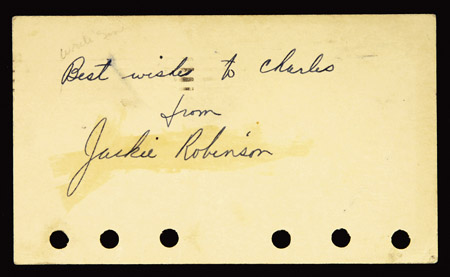 Best wishes to Charles
from
Jackie Robinson